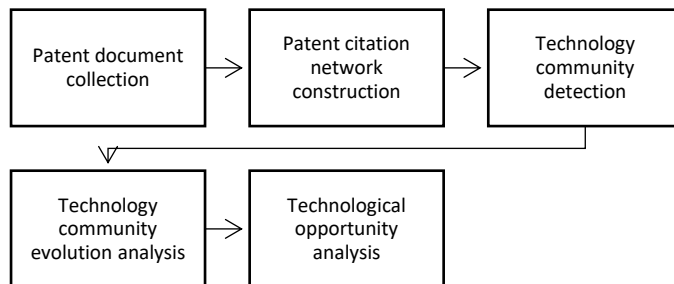 Patent document
collection
Patent citation
network
construction
Technology
community
detection
Technology
community
evolution analysis
Technological
opportunity
analysis